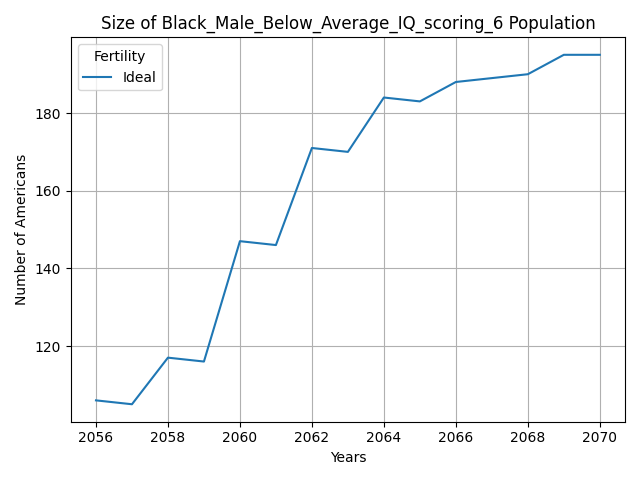 Size of Black_Male_Below_Average_IQ_scoring_6 Population
Fertility
Ideal
Number of Americans
180
160
140
120
2056 2058 2060 2062 2064 2066 2068 2070
Years